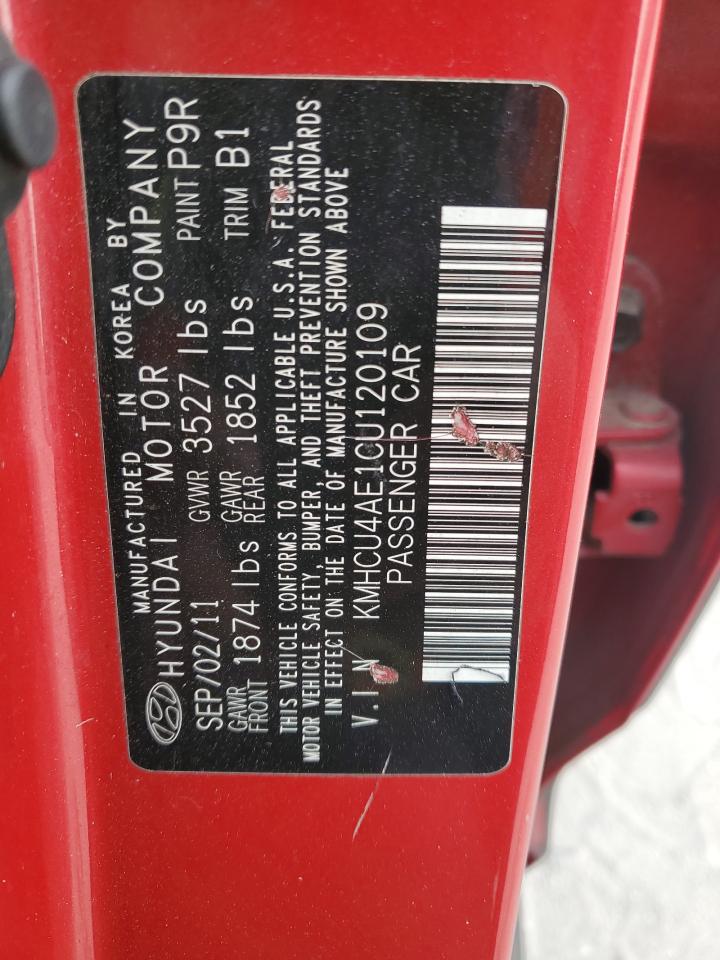 MANUFACTURED IN KOREA BY
HYUNDAI MOTOR COMPANY
SEP/02/11 GVWR 3527 lbs PAINT P9R
GAWR FRONT 1874 lbs GAWR REAR 1852 lbs TRIM B1
THIS VEHICLE CONFORMS TO ALL APPLICABLE U.S.A. FEDERAL
MOTOR VEHICLE SAFETY, BUMPER, AND THEFT PREVENTION STANDARDS
IN EFFECT ON THE DATE OF MANUFACTURE SHOWN ABOVE
V.I.N KMHCU4AE1CU120109
PASSENGER CAR